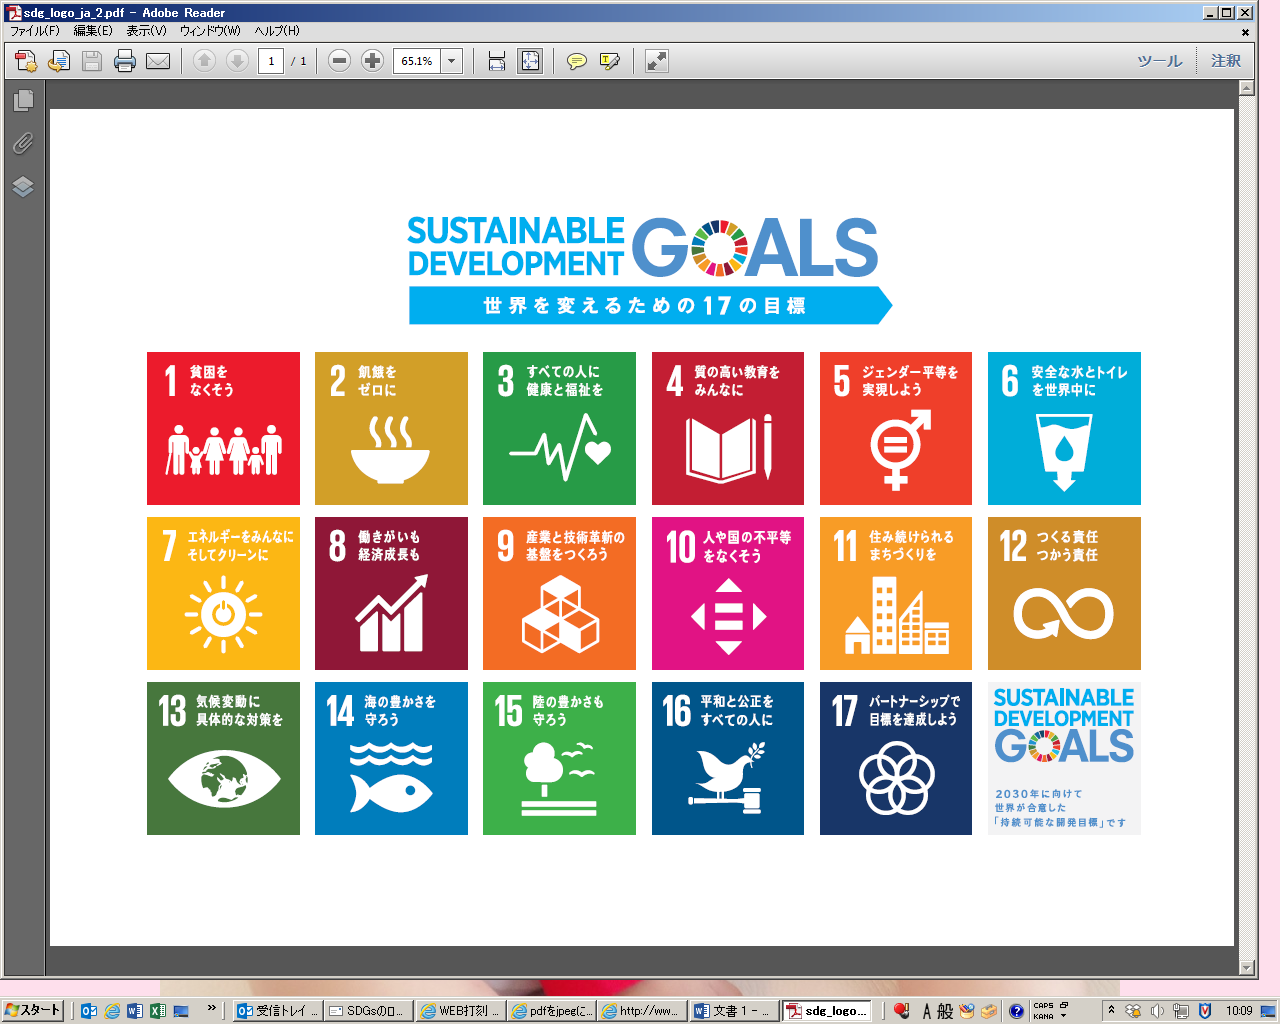 sdg_logo_ja_2.pdf - Adobe Reader
ファイル(F) 編集(E) 表示(V) ウィンドウ(W) ヘルプ(H)
1 / 1 65.1% ツール 注釈
SUSTAINABLE
DEVELOPMENT
GOALS
世界を変えるための17の目標
1 貧困を
なくそう
2 飢餓を
ゼロに
3 すべての人に
健康と福祉を
4 質の高い教育を
みんなに
5 ジェンダー平等を
実現しよう
6 安全な水とトイレ
を世界中に
7 エネルギーをみんなに
そしてクリーンに
8 働きがいも
経済成長も
9 産業と技術革新の
基盤をつくろう
10 人や国の不平等
をなくそう
11 住み続けられる
まちづくりを
12 つくる責任
つかう責任
13 気候変動に
具体的な対策を
14 海の豊かさを
守ろう
15 陸の豊かさも
守ろう
16 平和と公正を
すべての人に
17 パートナーシップで
目標を達成しよう
SUSTAINABLE
DEVELOPMENT
GOALS
2030年に向けて
世界が合意した
「持続可能な開発目標」です
スタート » 受信トレイ ... SDGsのロ... WEB打刻 ... pdfをjpegに... http://ww... 文書 1 - ... sdg_logo... A 般 CAPS KANA 10:09